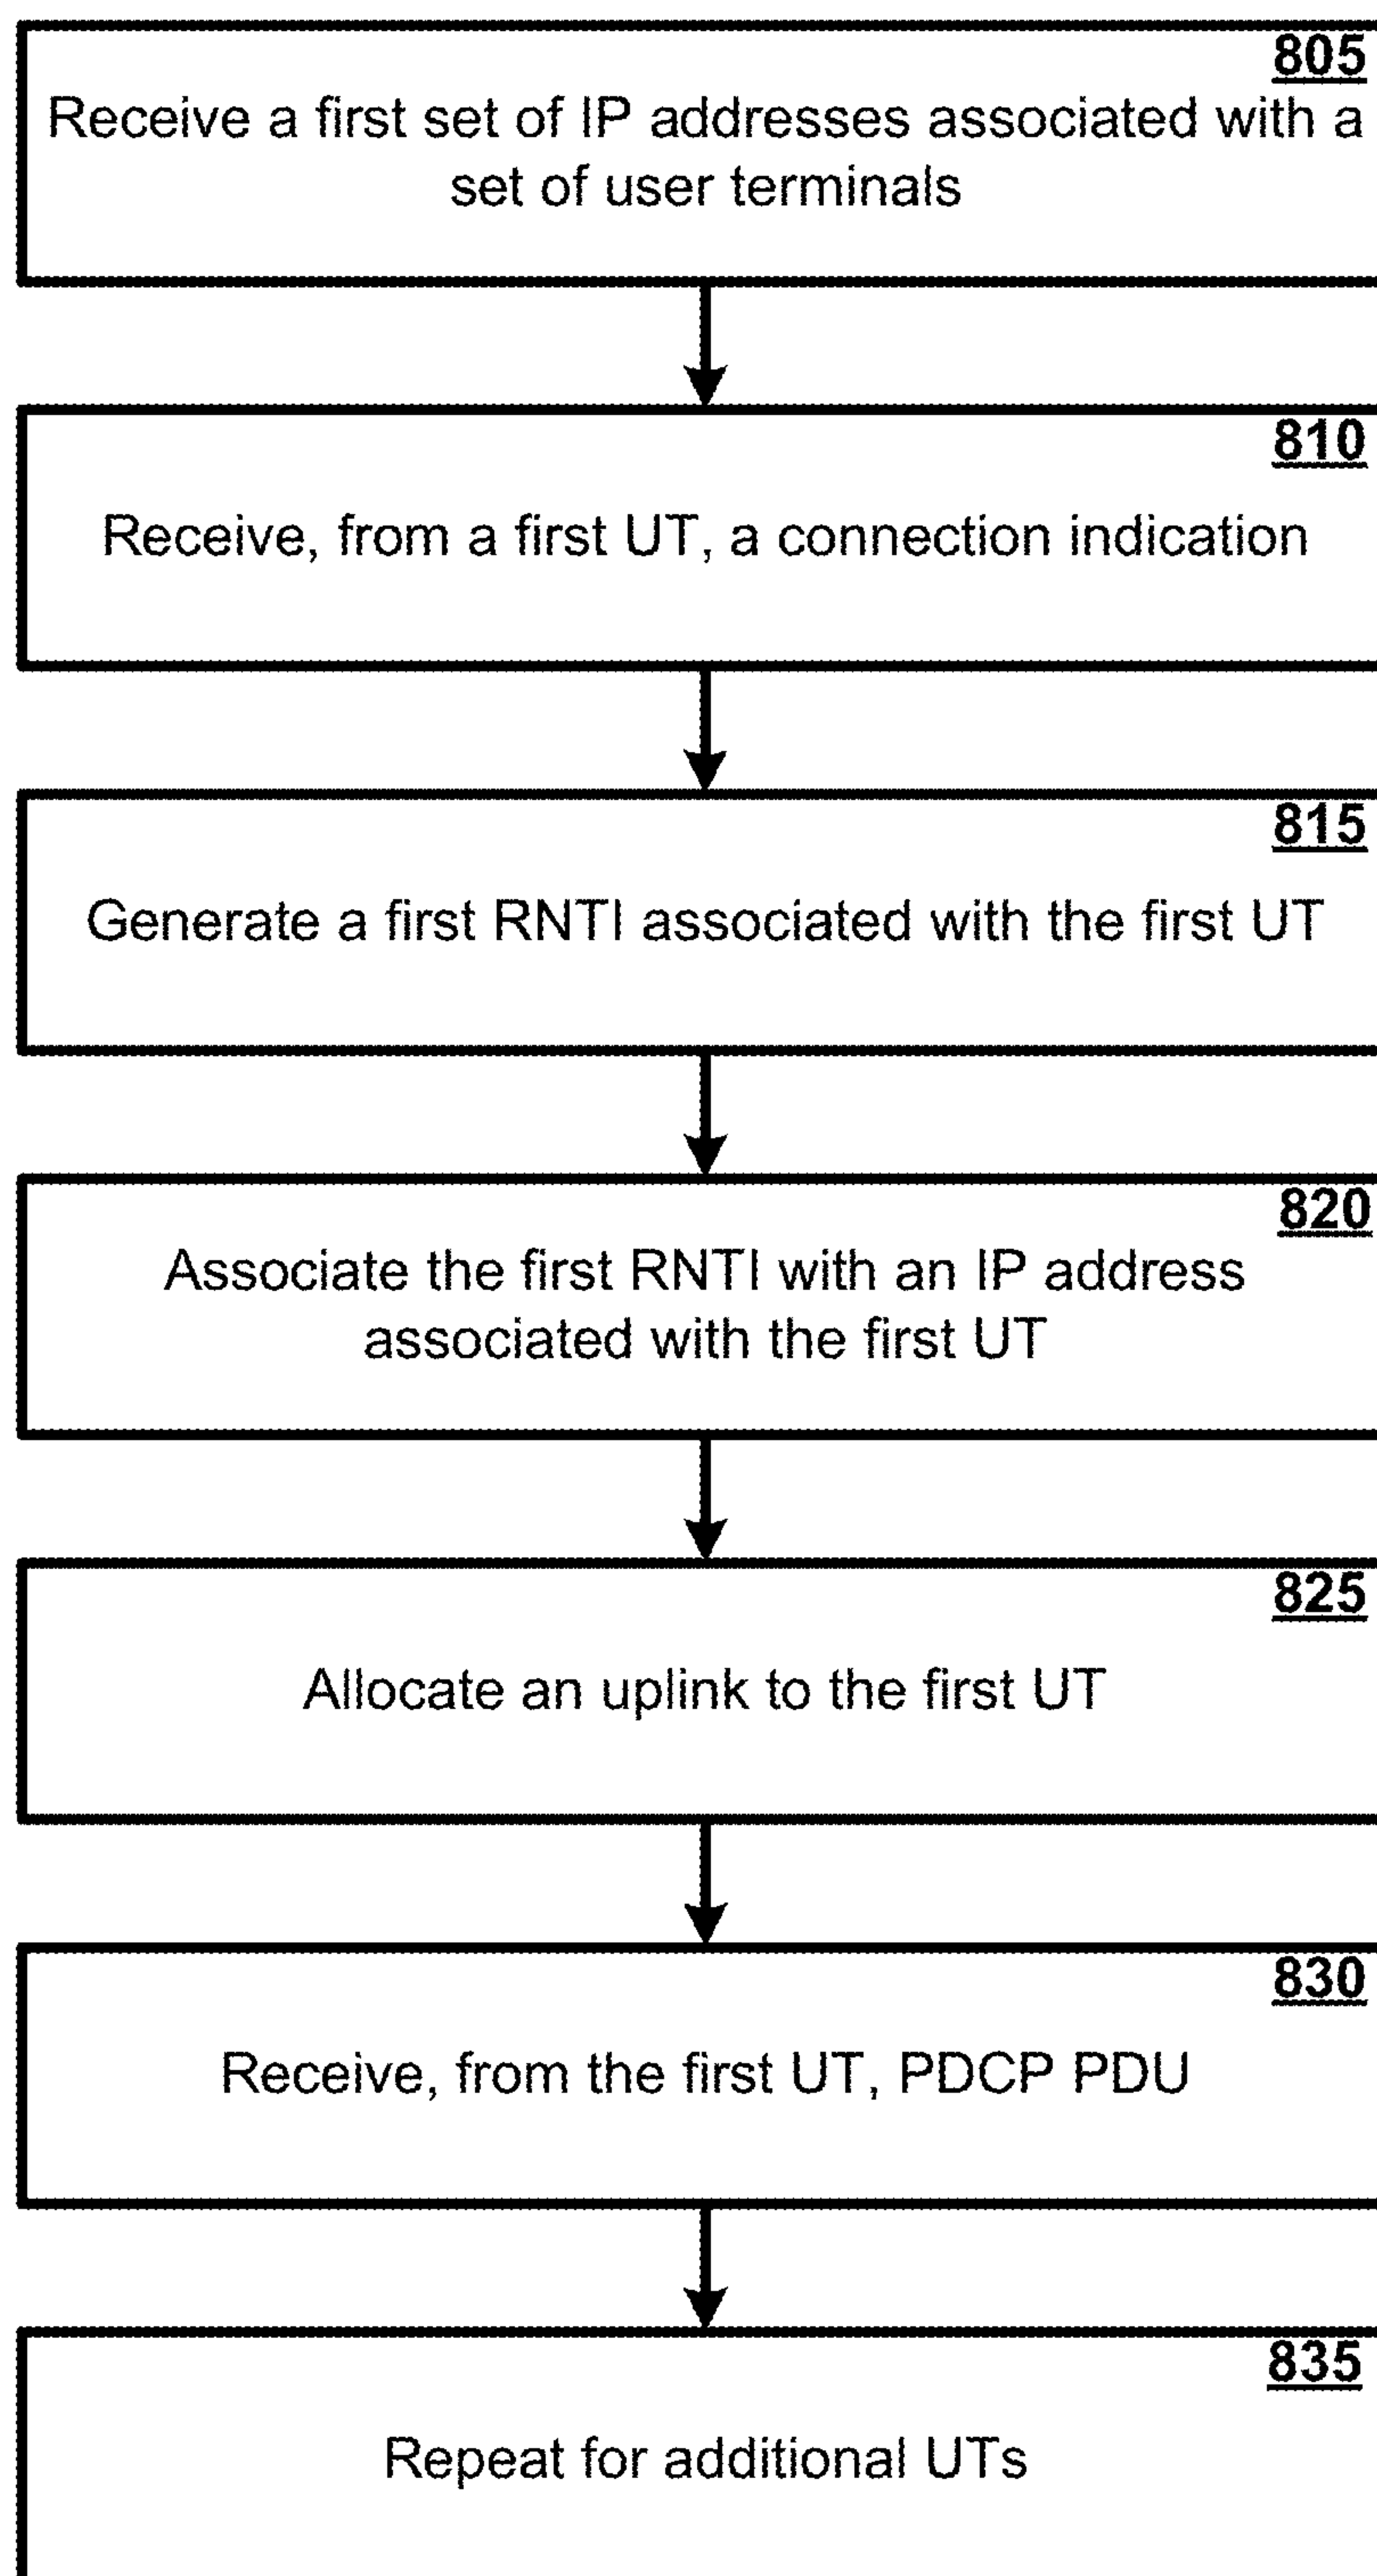 805
Receive a first set of IP addresses associated with a
set of user terminals
810
Receive, from a first UT, a connection indication
815
Generate a first RNTI associated with the first UT
820
Associate the first RNTI with an IP address
associated with the first UT
825
Allocate an uplink to the first UT
830
Receive, from the first UT, PDCP PDU
835
Repeat for additional UTs